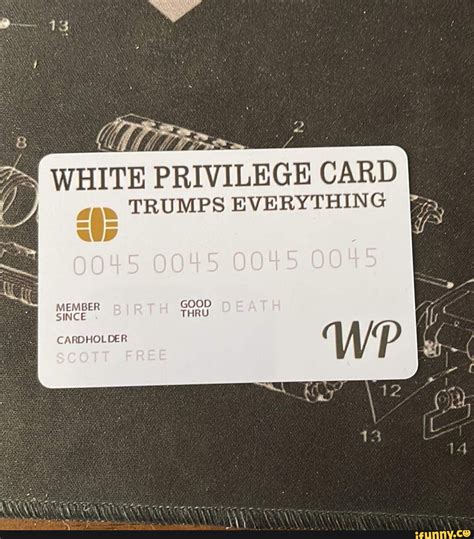 13
2
8
WHITE PRIVILEGE CARD
TRUMPS EVERYTHING
0045 0045 0045 0045
MEMBER SINCE BIRTH GOOD THRU DEATH
CARDHOLDER
SCOTT FREE
WP
12
13
14
ifunny.co